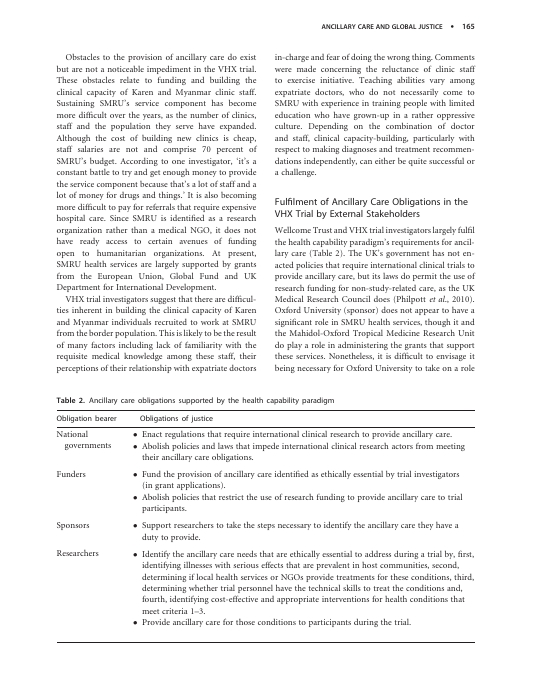 ANCILLARY CARE AND GLOBAL JUSTICE • 165
Obstacles to the provision of ancillary care do exist
but are not a noticeable impediment in the VHX trial.
These obstacles relate to funding and building the
clinical capacity of Karen and Myanmar clinic staff.
Sustaining SMRU's service component has become
more difficult over the years, as the number of clinics,
staff and the population they serve have expanded.
Although the cost of building new clinics is cheap,
staff salaries are not and comprise 70 percent of
SMRU's budget. According to one investigator, 'it's a
constant battle to try and get enough money to provide
the service component because that's a lot of staff and a
lot of money for drugs and things.' It is also becoming
more difficult to pay for referrals that require expensive
hospital care. Since SMRU is identified as a research
organization rather than a medical NGO, it does not
have ready access to certain avenues of funding
open to humanitarian organizations. At present,
SMRU health services are largely supported by grants
from the European Union, Global Fund and UK
Department for International Development.
VHX trial investigators suggest that there are difficul-
ties inherent in building the clinical capacity of Karen
and Myanmar individuals recruited to work at SMRU
from the border population. This is likely to be the result
of many factors including lack of familiarity with the
requisite medical knowledge among these staff, their
perceptions of their relationship with expatriate doctors
in-charge and fear of doing the wrong thing. Comments
were made concerning the reluctance of clinic staff
to exercise initiative. Teaching abilities vary among
expatriate doctors, who do not necessarily come to
SMRU with experience in training people with limited
education who have grown-up in a rather oppressive
culture. Depending on the combination of doctor
and staff, clinical capacity-building, particularly with
respect to making diagnoses and treatment recommen-
dations independently, can either be quite successful or
a challenge.
Fulfilment of Ancillary Care Obligations in the
VHX Trial by External Stakeholders
Wellcome Trust and VHX trial investigators largely fulfil
the health capability paradigm's requirements for ancil-
lary care (Table 2). The UK's government has not en-
acted policies that require international clinical trials to
provide ancillary care, but its laws do permit the use of
research funding for non-study-related care, as the UK
Medical Research Council does (Philpott et al., 2010).
Oxford University (sponsor) does not appear to have a
significant role in SMRU health services, though it and
the Mahidol-Oxford Tropical Medicine Research Unit
do play a role in administering the grants that support
these services. Nonetheless, it is difficult to envisage it
being necessary for Oxford University to take on a role
Table 2. Ancillary care obligations supported by the health capability paradigm
Obligation bearer Obligations of justice
National governments • Enact regulations that require international clinical research to provide ancillary care.
• Abolish policies and laws that impede international clinical research actors from meeting
their ancillary care obligations.
Funders • Fund the provision of ancillary care identified as ethically essential by trial investigators
(in grant applications).
• Abolish policies that restrict the use of research funding to provide ancillary care to trial
participants.
Sponsors • Support researchers to take the steps necessary to identify the ancillary care they have a
duty to provide.
Researchers • Identify the ancillary care needs that are ethically essential to address during a trial by, first,
identifying illnesses with serious effects that are prevalent in host communities, second,
determining if local health services or NGOs provide treatments for these conditions, third,
determining whether trial personnel have the technical skills to treat the conditions and,
fourth, identifying cost-effective and appropriate interventions for health conditions that
meet criteria 1–3.
• Provide ancillary care for those conditions to participants during the trial.